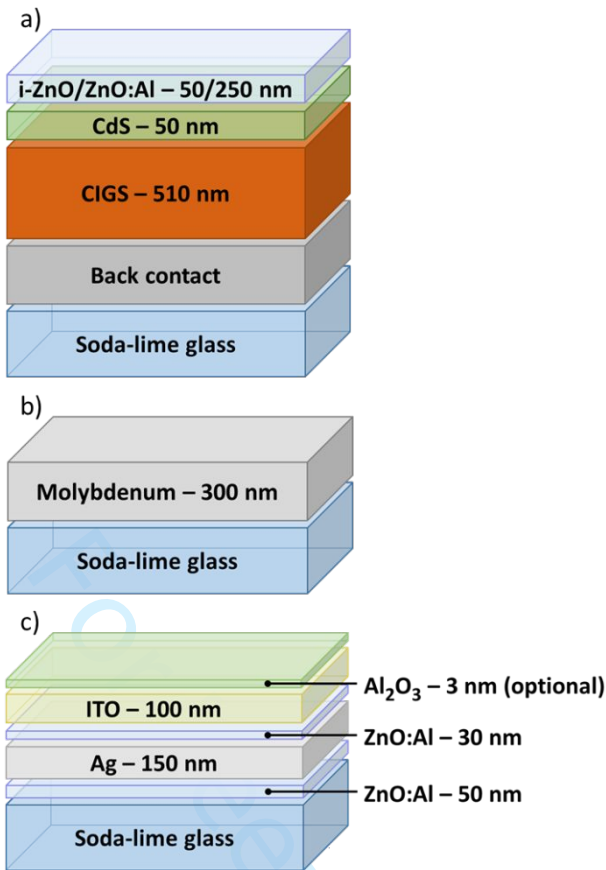 a)
i-ZnO/ZnO:Al – 50/250 nm
CdS – 50 nm
CIGS – 510 nm
Back contact
Soda-lime glass
b)
Molybdenum – 300 nm
Soda-lime glass
c)
Al₂O₃ – 3 nm (optional)
ITO – 100 nm
ZnO:Al – 30 nm
Ag – 150 nm
ZnO:Al – 50 nm
Soda-lime glass